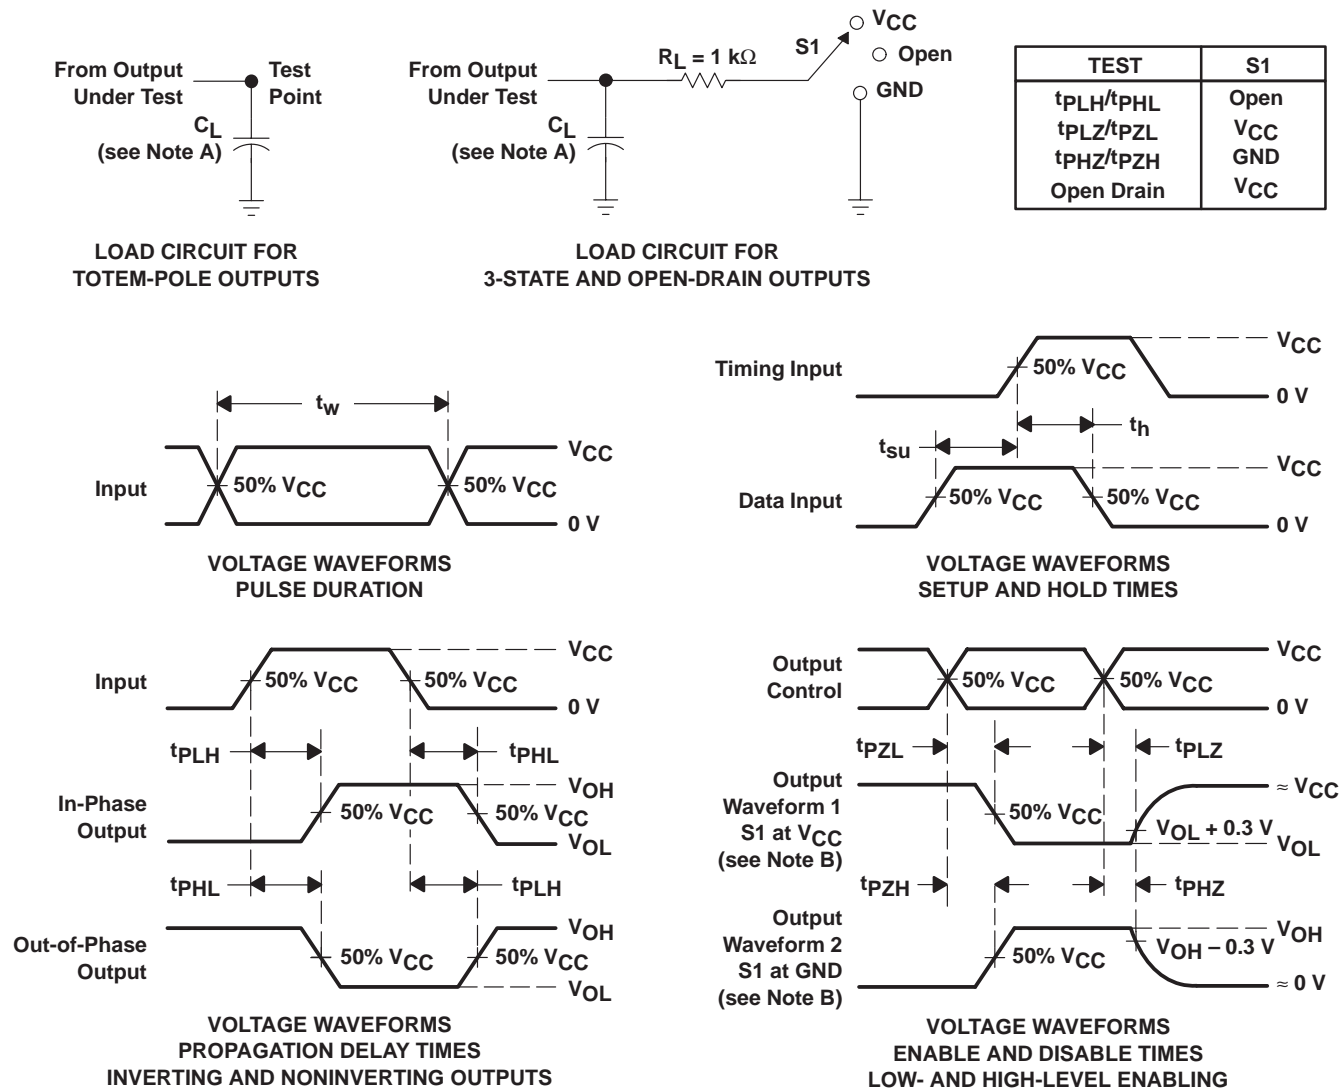 From Output
Under Test
Test
Point
CL
(see Note A)
LOAD CIRCUIT FOR
TOTEM-POLE OUTPUTS
From Output
Under Test
RL = 1 kΩ
S1
VCC
Open
GND
CL
(see Note A)
LOAD CIRCUIT FOR
3-STATE AND OPEN-DRAIN OUTPUTS
TEST S1
tPLH/tPHL Open
tPLZ/tPZL VCC
tPHZ/tPZH GND
Open Drain VCC
tw
Input
50% VCC
50% VCC
VCC
0 V
VOLTAGE WAVEFORMS
PULSE DURATION
Timing Input
50% VCC
VCC
0 V
tsu
th
Data Input
50% VCC
50% VCC
VCC
0 V
VOLTAGE WAVEFORMS
SETUP AND HOLD TIMES
Input
50% VCC
50% VCC
VCC
0 V
tPLH
tPHL
In-Phase
Output
50% VCC
50% VCC
VOH
VOL
tPHL
tPLH
Out-of-Phase
Output
50% VCC
50% VCC
VOH
VOL
VOLTAGE WAVEFORMS
PROPAGATION DELAY TIMES
INVERTING AND NONINVERTING OUTPUTS
Output
Control
50% VCC
50% VCC
VCC
0 V
tPZL
tPLZ
Output
Waveform 1
S1 at VCC
(see Note B)
50% VCC
≈ VCC
VOL + 0.3 V
VOL
tPZH
tPHZ
Output
Waveform 2
S1 at GND
(see Note B)
50% VCC
VOH
VOH – 0.3 V
≈ 0 V
VOLTAGE WAVEFORMS
ENABLE AND DISABLE TIMES
LOW- AND HIGH-LEVEL ENABLING